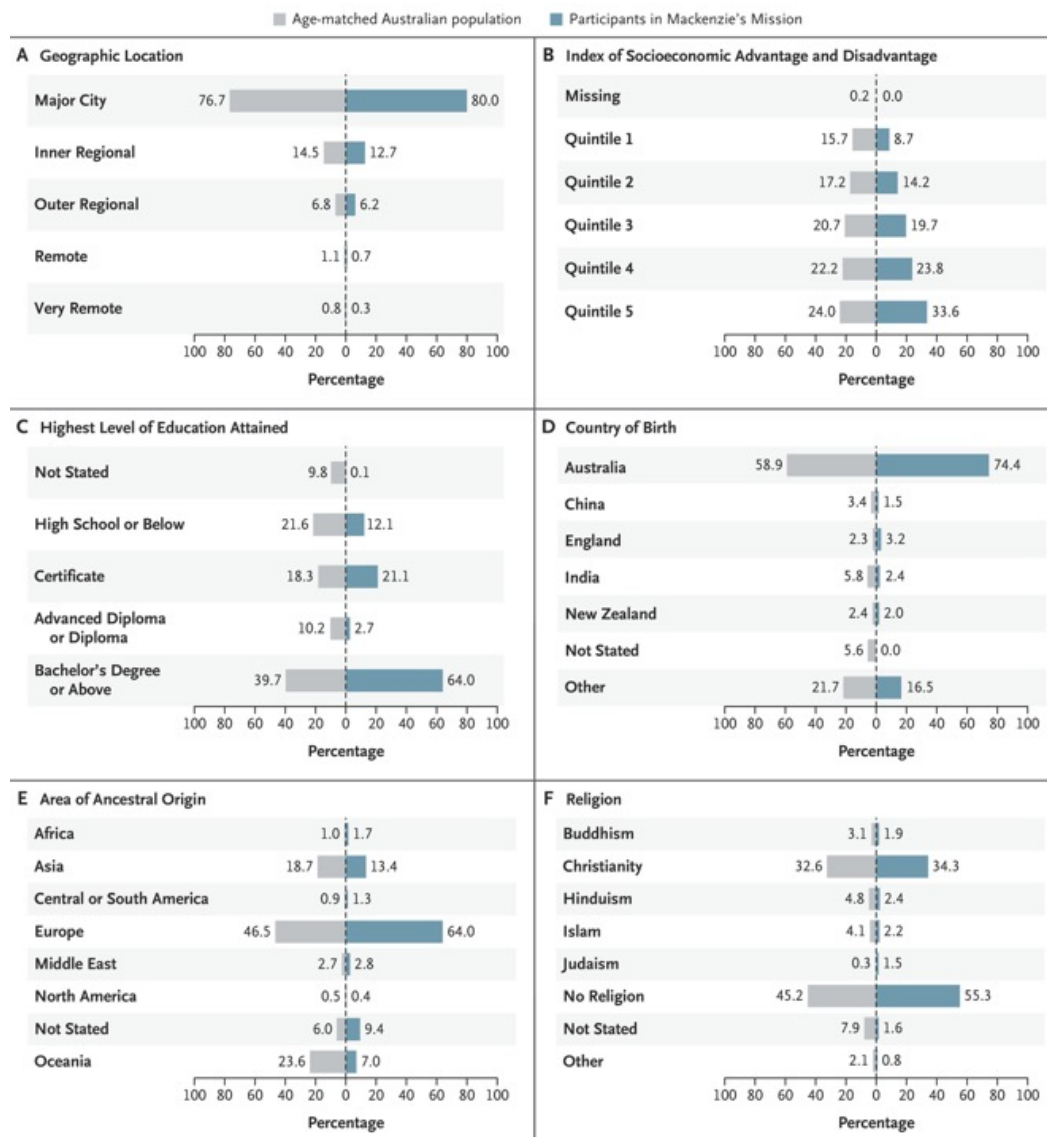 Age-matched Australian population Participants in Mackenzie's Mission
A Geographic Location
Major City 76.7 80.0
Inner Regional 14.5 12.7
Outer Regional 6.8 6.2
Remote 1.1 0.7
Very Remote 0.8 0.3
100 80 60 40 20 0 20 40 60 80 100
Percentage
B Index of Socioeconomic Advantage and Disadvantage
Missing 0.2 0.0
Quintile 1 15.7 8.7
Quintile 2 17.2 14.2
Quintile 3 20.7 19.7
Quintile 4 22.2 23.8
Quintile 5 24.0 33.6
100 80 60 40 20 0 20 40 60 80 100
Percentage
C Highest Level of Education Attained
Not Stated 9.8 0.1
High School or Below 21.6 12.1
Certificate 18.3 21.1
Advanced Diploma
or Diploma 10.2 2.7
Bachelor's Degree
or Above 39.7 64.0
100 80 60 40 20 0 20 40 60 80 100
Percentage
D Country of Birth
Australia 58.9 74.4
China 3.4 1.5
England 2.3 3.2
India 5.8 2.4
New Zealand 2.4 2.0
Not Stated 5.6 0.0
Other 21.7 16.5
100 80 60 40 20 0 20 40 60 80 100
Percentage
E Area of Ancestral Origin
Africa 1.0 1.7
Asia 18.7 13.4
Central or South America 0.9 1.3
Europe 46.5 64.0
Middle East 2.7 2.8
North America 0.5 0.4
Not Stated 6.0 9.4
Oceania 23.6 7.0
100 80 60 40 20 0 20 40 60 80 100
Percentage
F Religion
Buddhism 3.1 1.9
Christianity 32.6 34.3
Hinduism 4.8 2.4
Islam 4.1 2.2
Judaism 0.3 1.5
No Religion 45.2 55.3
Not Stated 7.9 1.6
Other 2.1 0.8
100 80 60 40 20 0 20 40 60 80 100
Percentage